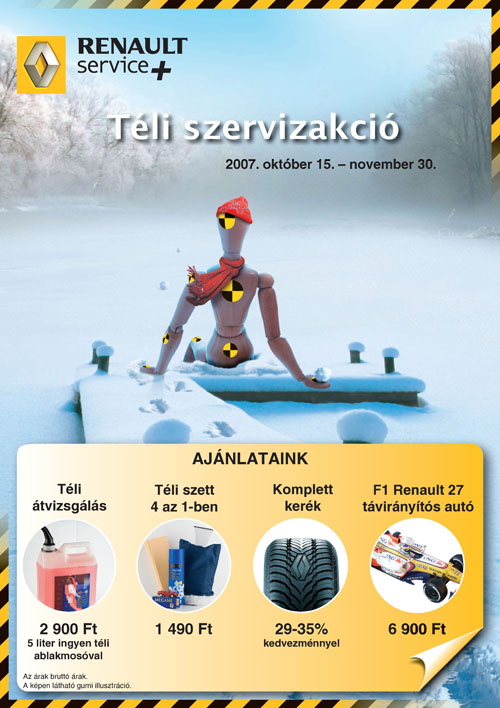 RENAULT
service+
Téli szervizakció
2007. október 15. – november 30.
AJÁNLATAINK
Téli
átvizsgálás
2 900 Ft
5 liter ingyen téli
ablakmosóval
Téli szett
4 az 1-ben
1 490 Ft
Komplett
kerék
29-35%
kedvezménnyel
F1 Renault 27
távirányítós autó
6 900 Ft
Az árak bruttó árak.
A képen látható gumi illusztráció.